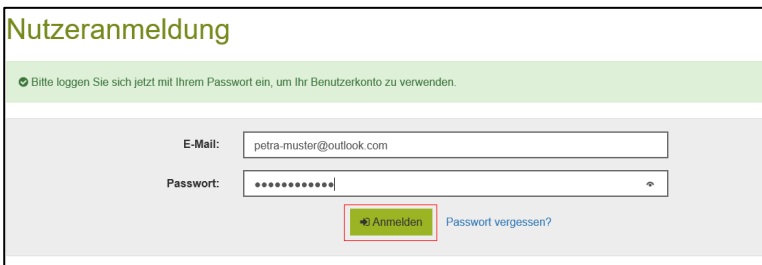 Nutzeranmeldung
Bitte loggen Sie sich jetzt mit Ihrem Passwort ein, um Ihr Benutzerkonto zu verwenden.
E-Mail: petra-muster@outlook.com
Passwort: ●●●●●●●●●●●●
Anmelden Passwort vergessen?